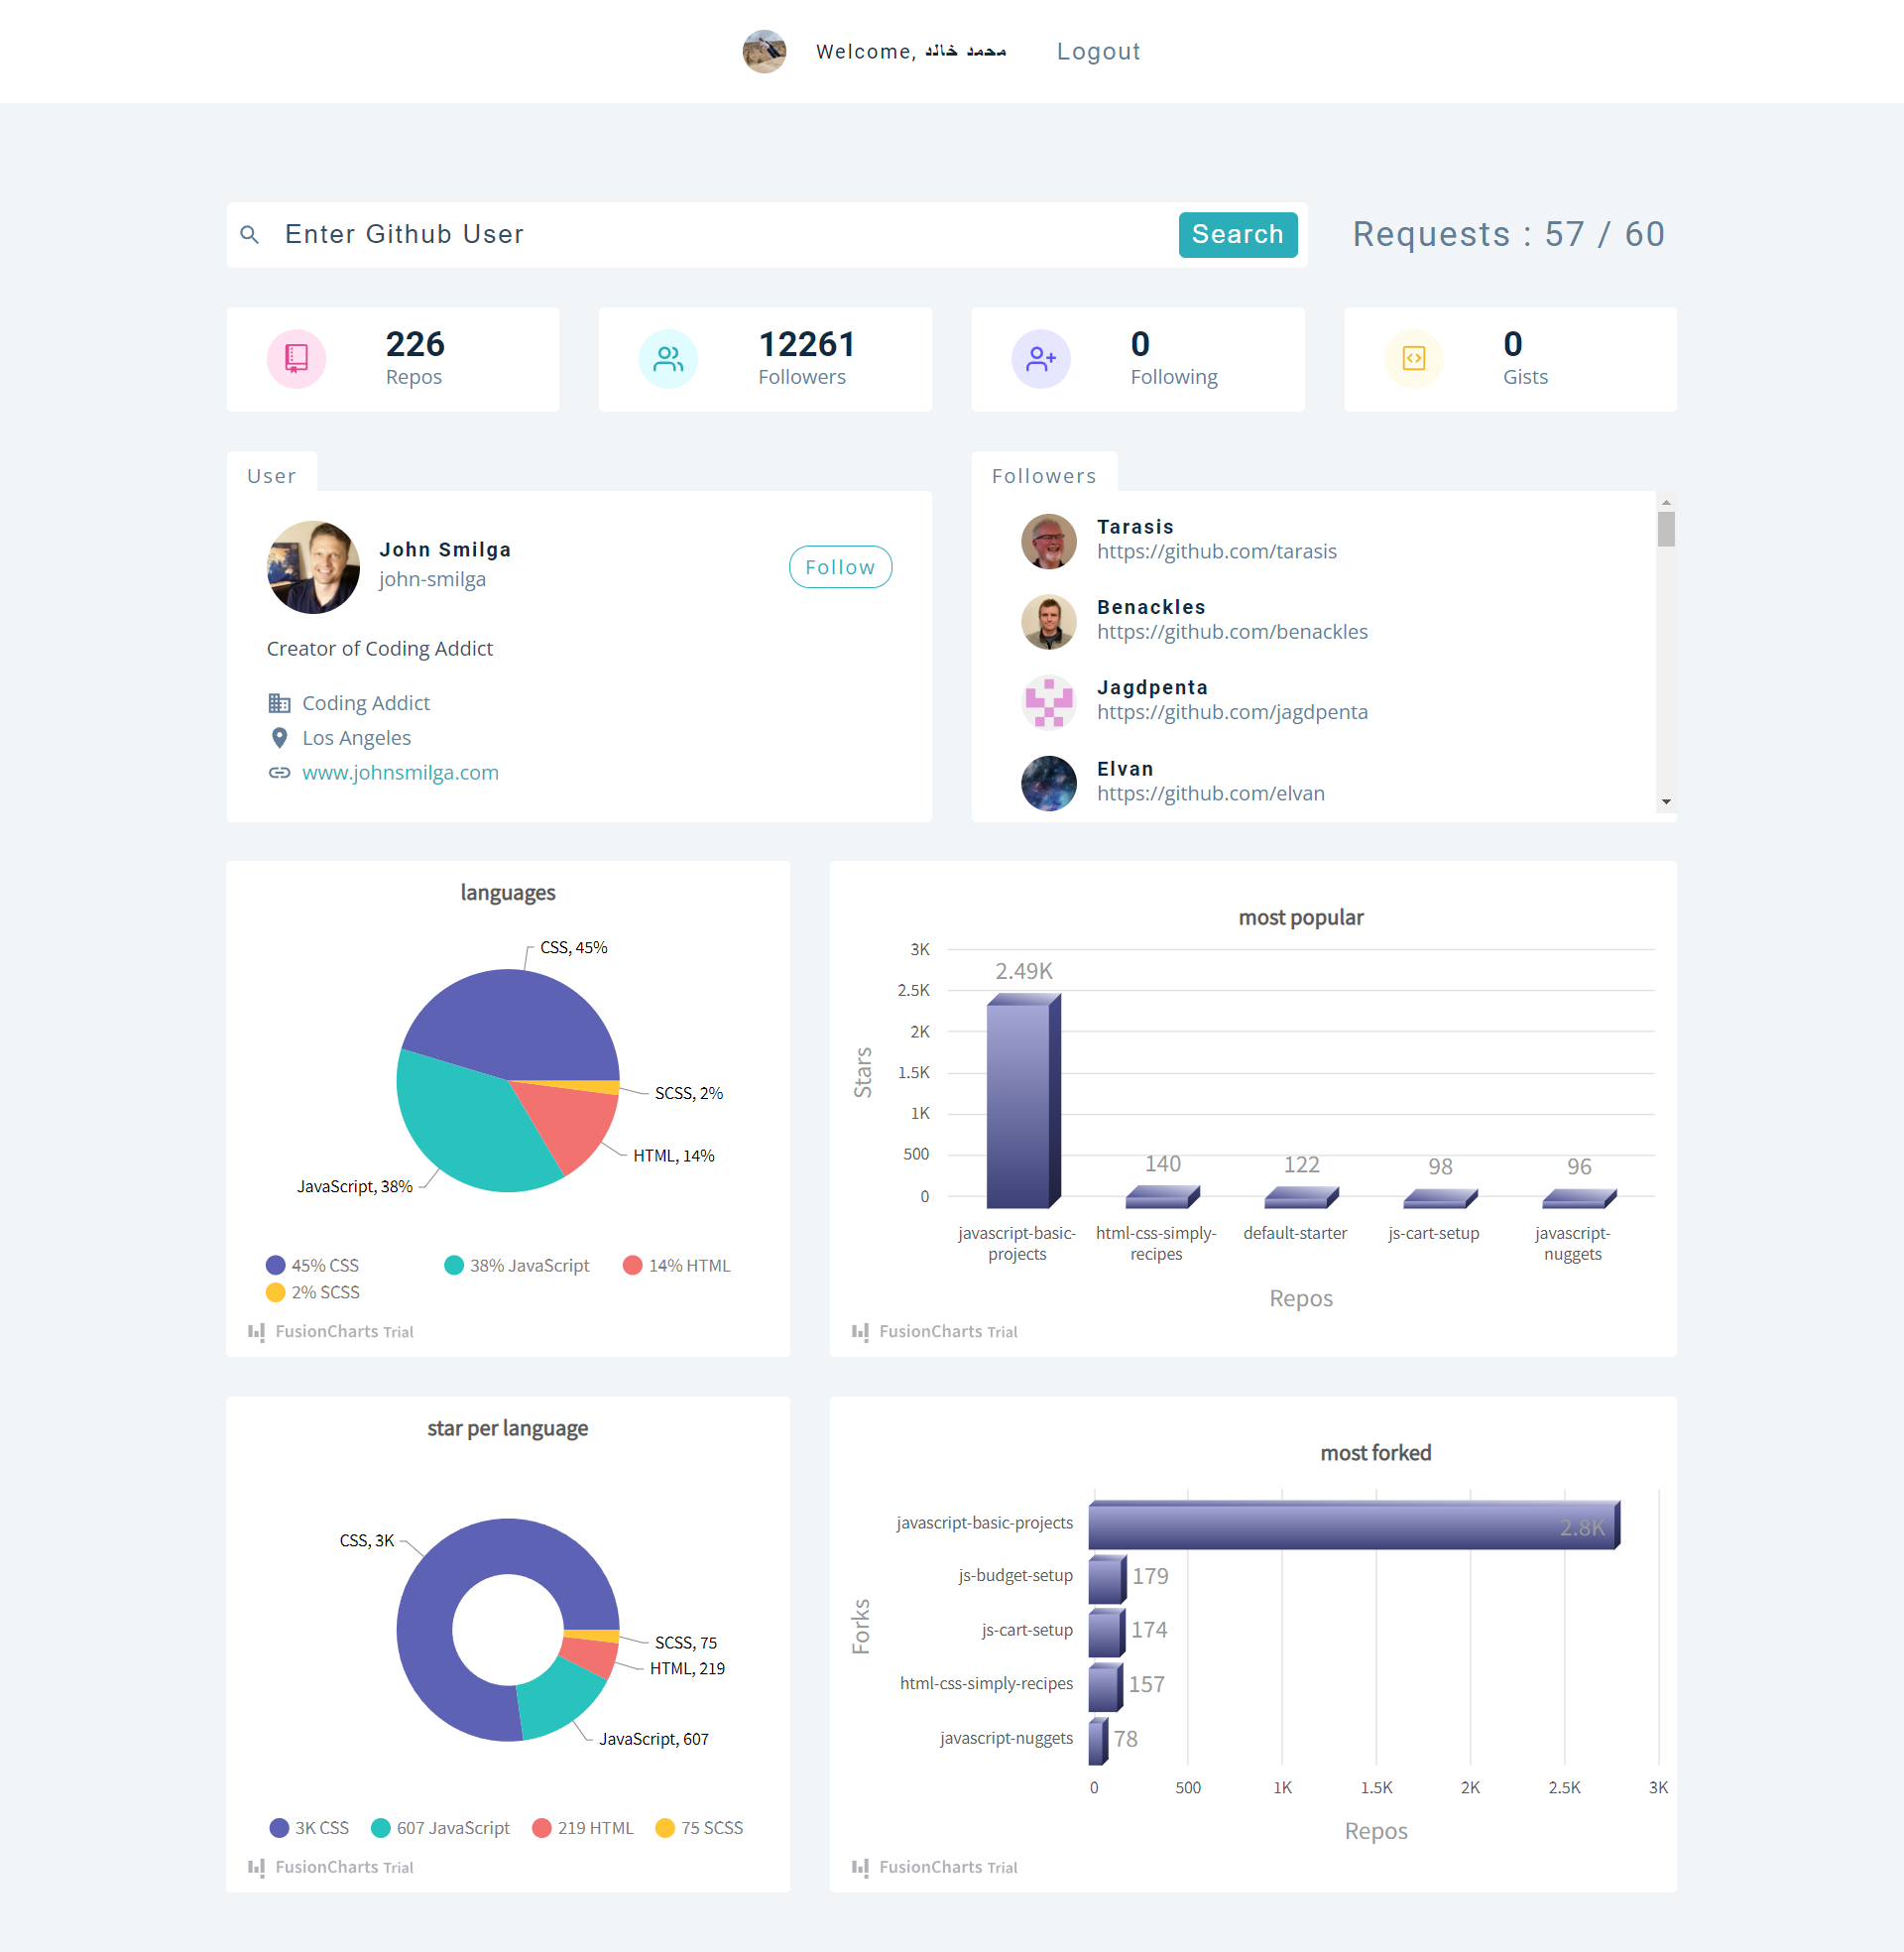 Welcome, محمد خالد
Logout
Enter Github User
Search
Requests : 57 / 60
226
Repos
12261
Followers
0
Following
0
Gists
User
John Smilga
john-smilga
Follow
Creator of Coding Addict
Coding Addict
Los Angeles
www.johnsmilga.com
Followers
Tarasis
https://github.com/tarasis
Benackles
https://github.com/benackles
Jagdpenta
https://github.com/jagdpenta
Elvan
https://github.com/elvan
languages
CSS, 45%
SCSS, 2%
HTML, 14%
JavaScript, 38%
45% CSS
38% JavaScript
14% HTML
2% SCSS
FusionCharts Trial
most popular
Stars
3K
2.5K
2K
1.5K
1K
500
0
2.49K
140
122
98
96
javascript-basic-
projects
html-css-simply-
recipes
default-starter
js-cart-setup
javascript-
nuggets
Repos
FusionCharts Trial
star per language
CSS, 3K
SCSS, 75
HTML, 219
JavaScript, 607
3K CSS
607 JavaScript
219 HTML
75 SCSS
FusionCharts Trial
most forked
Forks
javascript-basic-projects
2.8K
js-budget-setup
179
js-cart-setup
174
html-css-simply-recipes
157
javascript-nuggets
78
0
500
1K
1.5K
2K
2.5K
3K
Repos
FusionCharts Trial